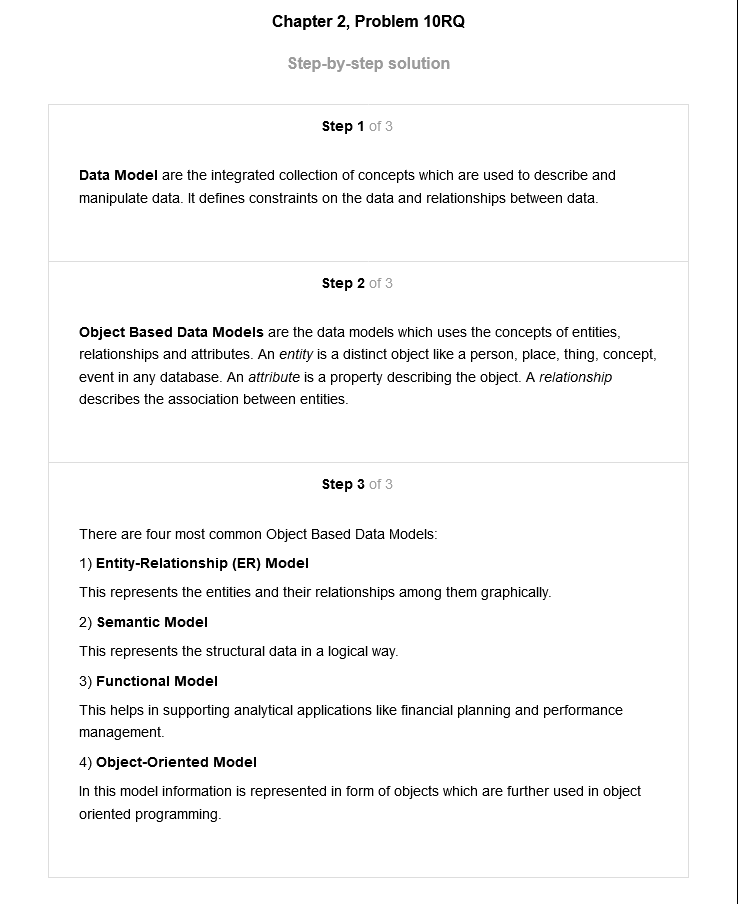 Chapter 2, Problem 10RQ
Step-by-step solution
Step 1 of 3
Data Model are the integrated collection of concepts which are used to describe and
manipulate data. It defines constraints on the data and relationships between data.
Step 2 of 3
Object Based Data Models are the data models which uses the concepts of entities,
relationships and attributes. An entity is a distinct object like a person, place, thing, concept,
event in any database. An attribute is a property describing the object. A relationship
describes the association between entities.
Step 3 of 3
There are four most common Object Based Data Models:
1) Entity-Relationship (ER) Model
This represents the entities and their relationships among them graphically.
2) Semantic Model
This represents the structural data in a logical way.
3) Functional Model
This helps in supporting analytical applications like financial planning and performance
management.
4) Object-Oriented Model
In this model information is represented in form of objects which are further used in object
oriented programming.